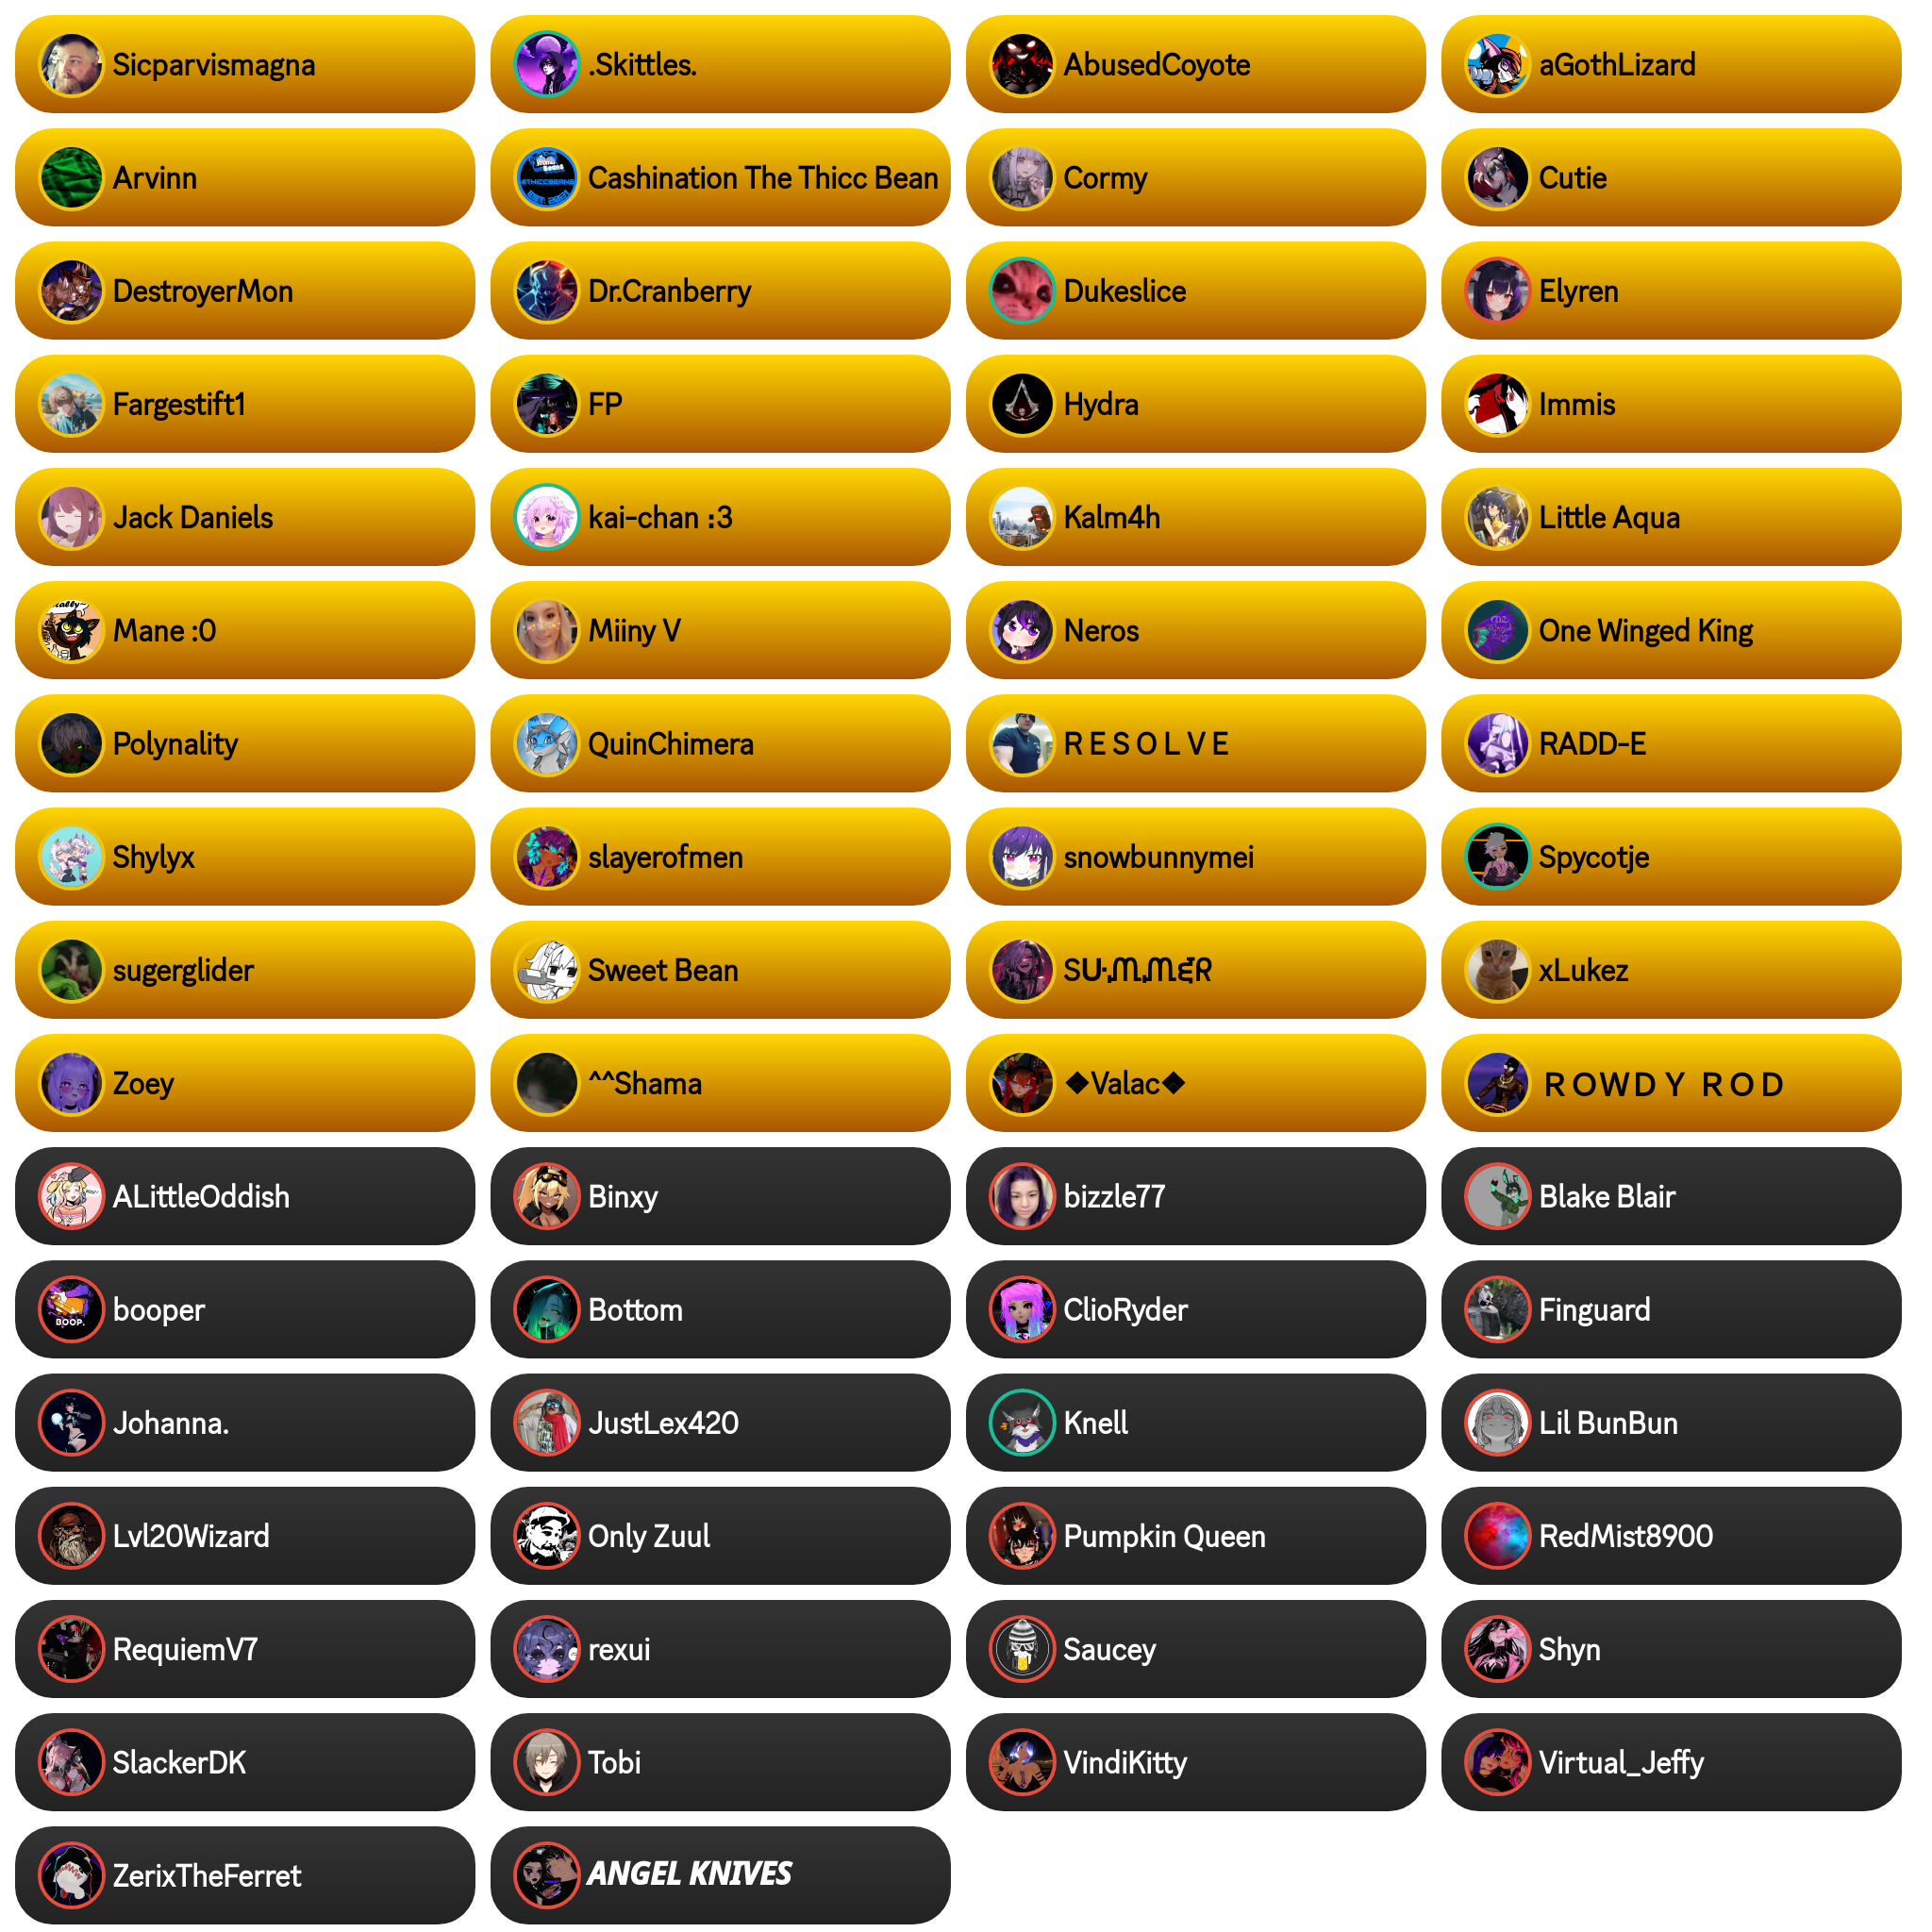 Sicparvismagna
.Skittles.
AbusedCoyote
aGothLizard
Arvinn
Cashination The Thicc Bean
Cormy
Cutie
DestroyerMon
Dr.Cranberry
Dukeslice
Elyren
Fargestift1
FP
Hydra
Immis
Jack Daniels
kai-chan :3
Kalm4h
Little Aqua
Mane :0
Miiny V
Neros
One Winged King
Polynality
QuinChimera
R E S O L V E
RADD-E
Shylyx
slayerofmen
snowbunnymei
Spycotje
sugerglider
Sweet Bean
xLukez
Zoey
^^Shama
❖Valac❖
ROWDY ROD
ALittleOddish
Binxy
bizzle77
Blake Blair
BOOP.
booper
Bottom
ClioRyder
Finguard
Johanna.
JustLex420
Knell
Lil BunBun
Lvl20Wizard
Only Zuul
Pumpkin Queen
RedMist8900
RequiemV7
rexui
Saucey
Shyn
SlackerDK
Tobi
VindiKitty
Virtual_Jeffy
ZerixTheFerret
ANGEL KNIVES